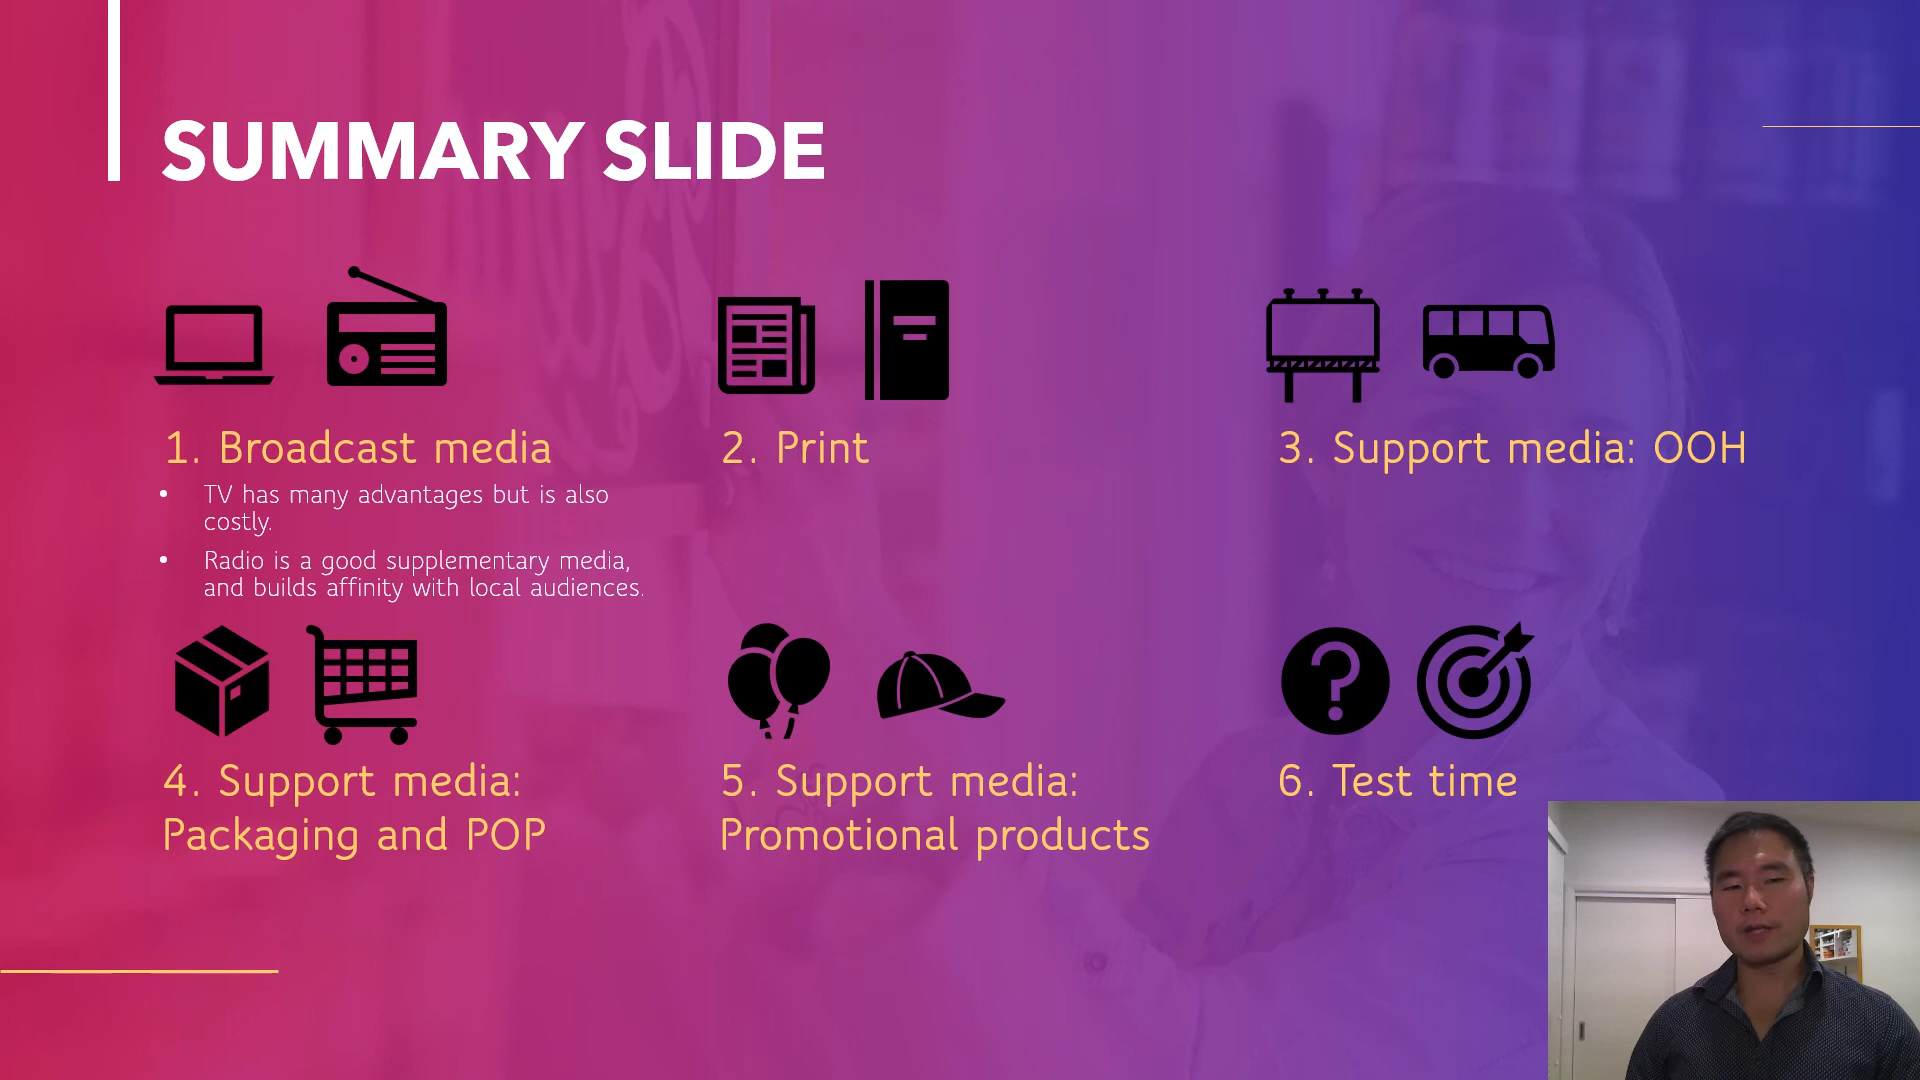 SUMMARY SLIDE
1. Broadcast media
• TV has many advantages but is also
costly.
• Radio is a good supplementary media,
and builds affinity with local audiences.
2. Print
3. Support media: OOH
4. Support media:
Packaging and POP
5. Support media:
Promotional products
6. Test time